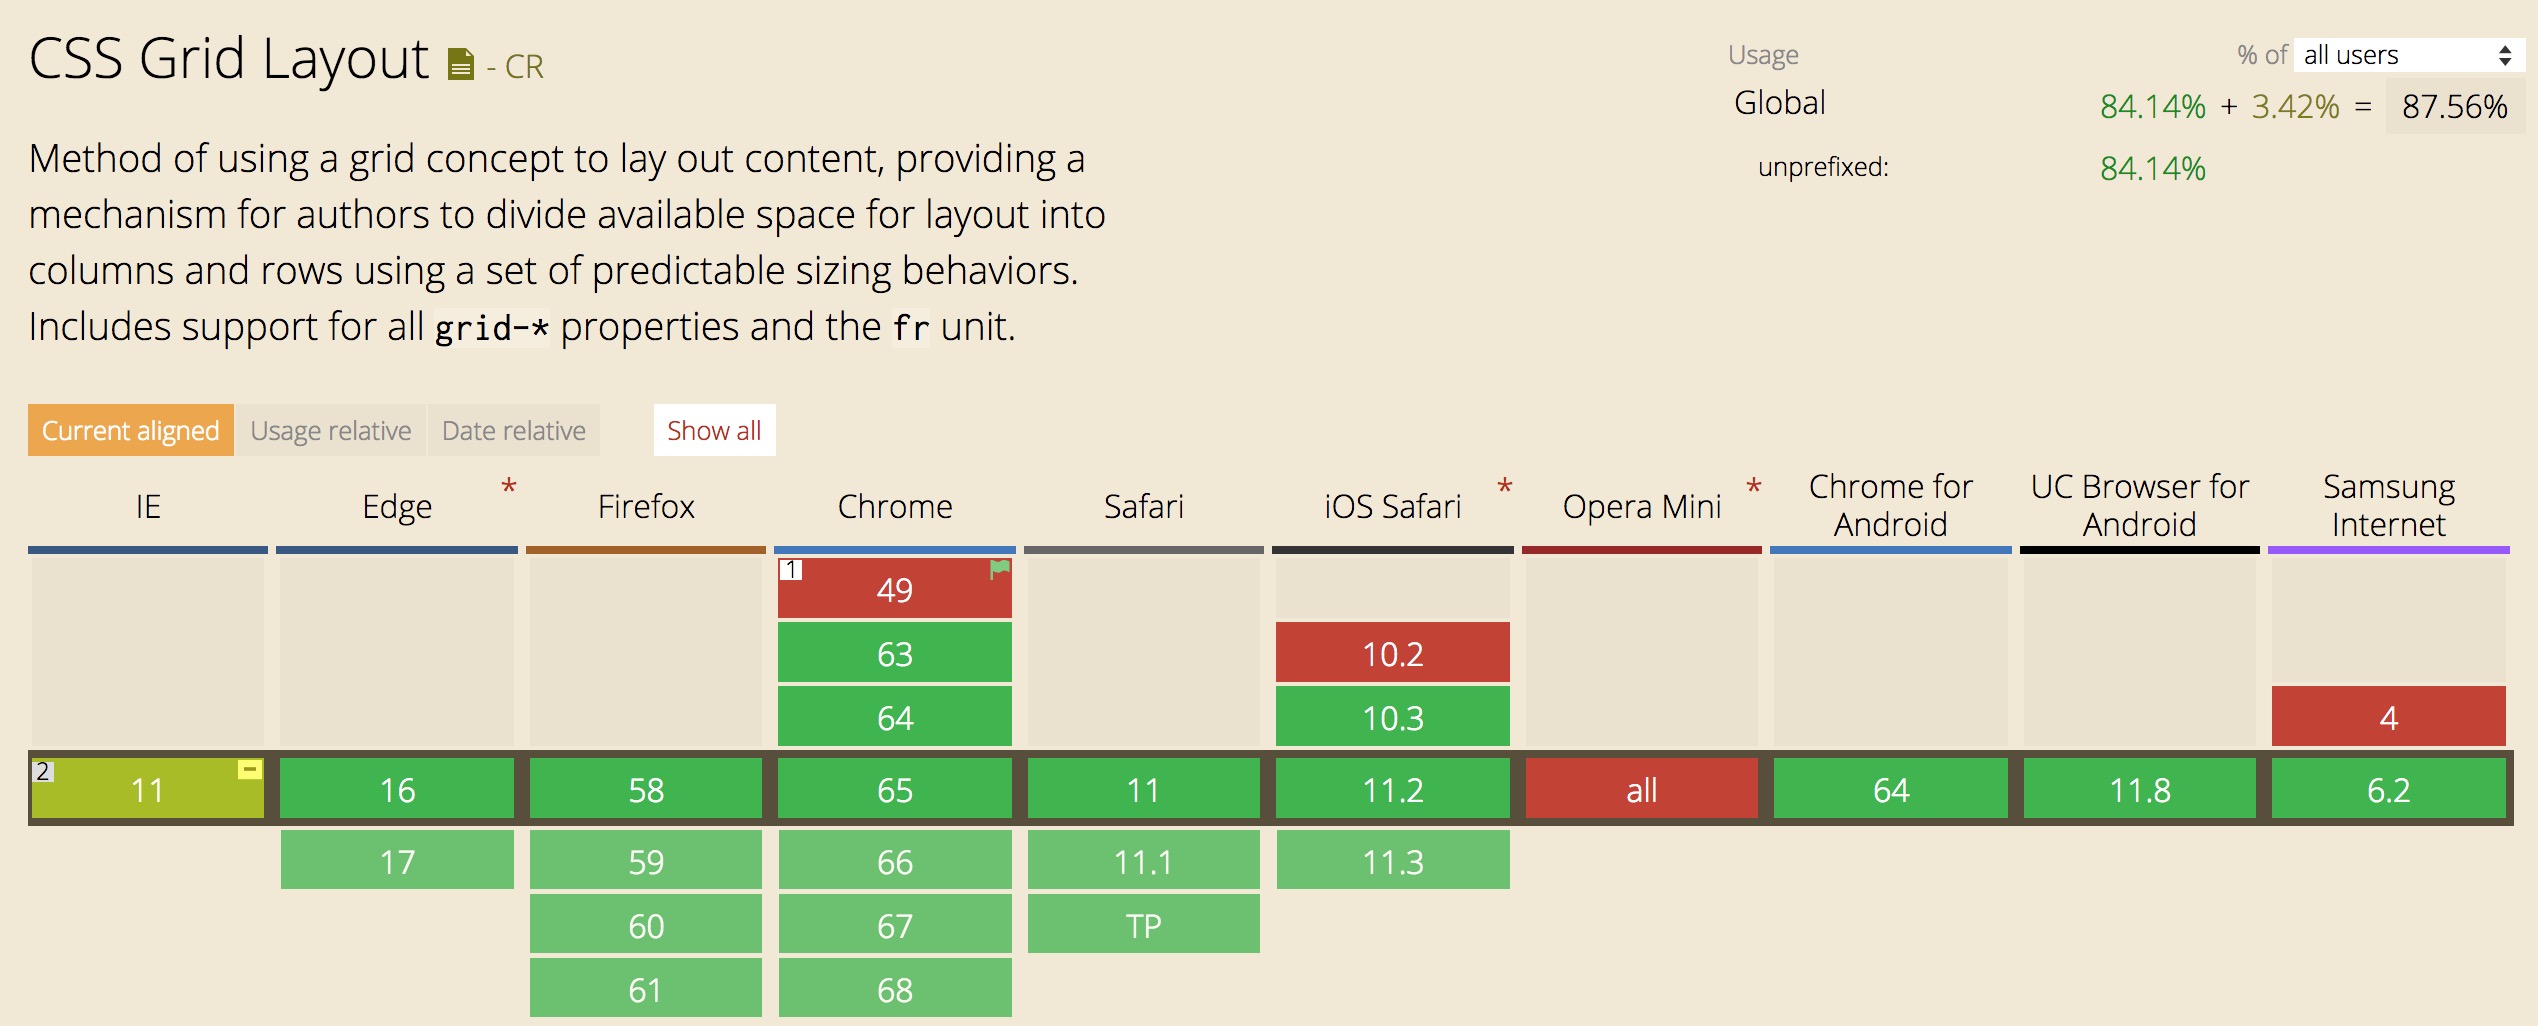 CSS Grid Layout - CR
Usage % of all users
Global 84.14% + 3.42% = 87.56%
unprefixed: 84.14%
Method of using a grid concept to lay out content, providing a
mechanism for authors to divide available space for layout into
columns and rows using a set of predictable sizing behaviors.
Includes support for all grid-* properties and the fr unit.
Current aligned Usage relative Date relative Show all
IE Edge * Firefox Chrome Safari iOS Safari * Opera Mini * Chrome for Android UC Browser for Android Samsung Internet
1 49
63 10.2
64 10.3 4
2 11 - 16 58 65 11 11.2 all 64 11.8 6.2
17 59 66 11.1 11.3
60 67 TP
61 68